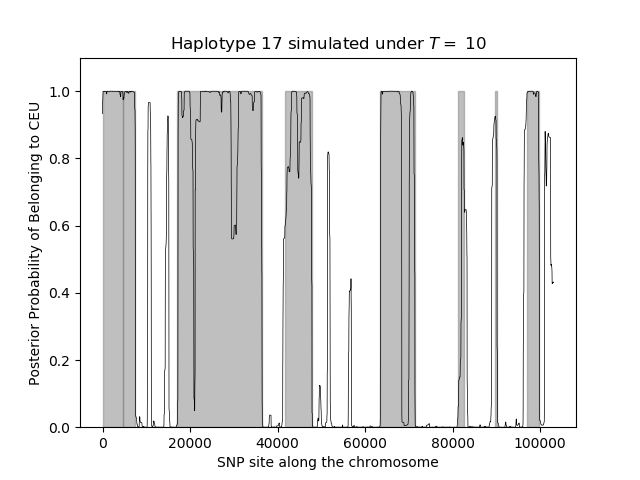 Haplotype 17 simulated under T = 10
Posterior Probability of Belonging to CEU
1.0
0.8
0.6
0.4
0.2
0.0
0 20000 40000 60000 80000 100000
SNP site along the chromosome